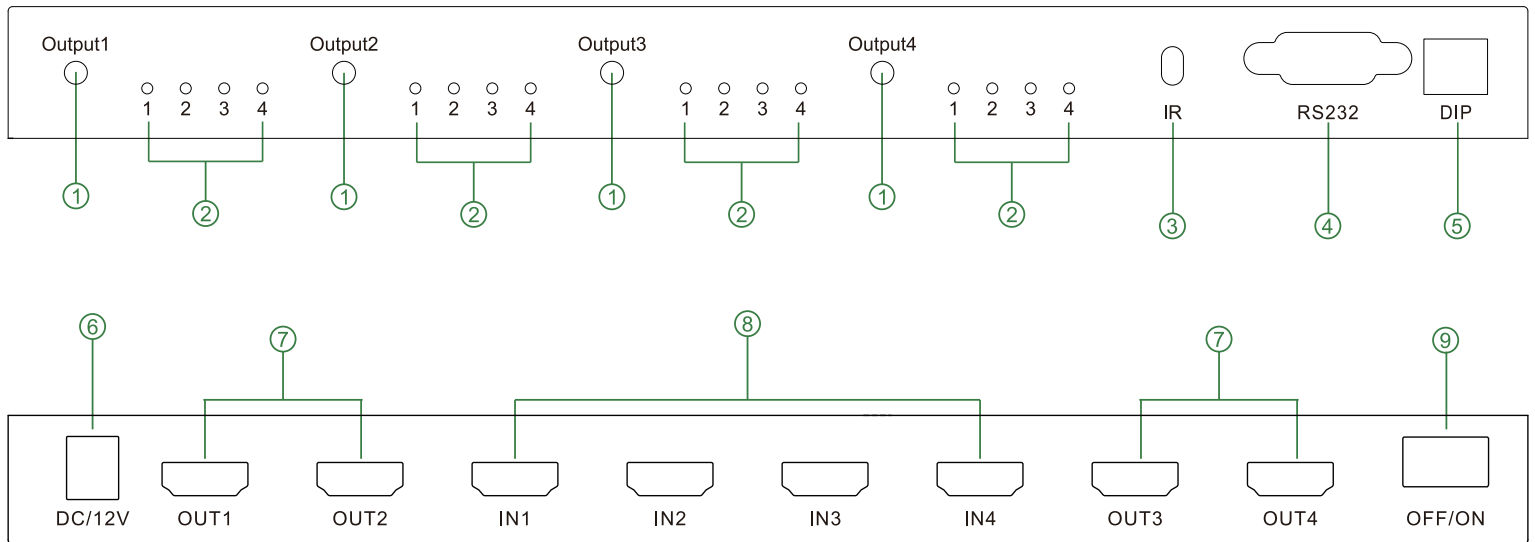 Output1 Output2 Output3 Output4
1 2 3 4 1 2 3 4 1 2 3 4 1 2 3 4 IR RS232 DIP
① ② ① ② ① ② ① ② ③ ④ ⑤
⑥ ⑦ ⑧ ⑦ ⑨
DC/12V OUT1 OUT2 IN1 IN2 IN3 IN4 OUT3 OUT4 OFF/ON